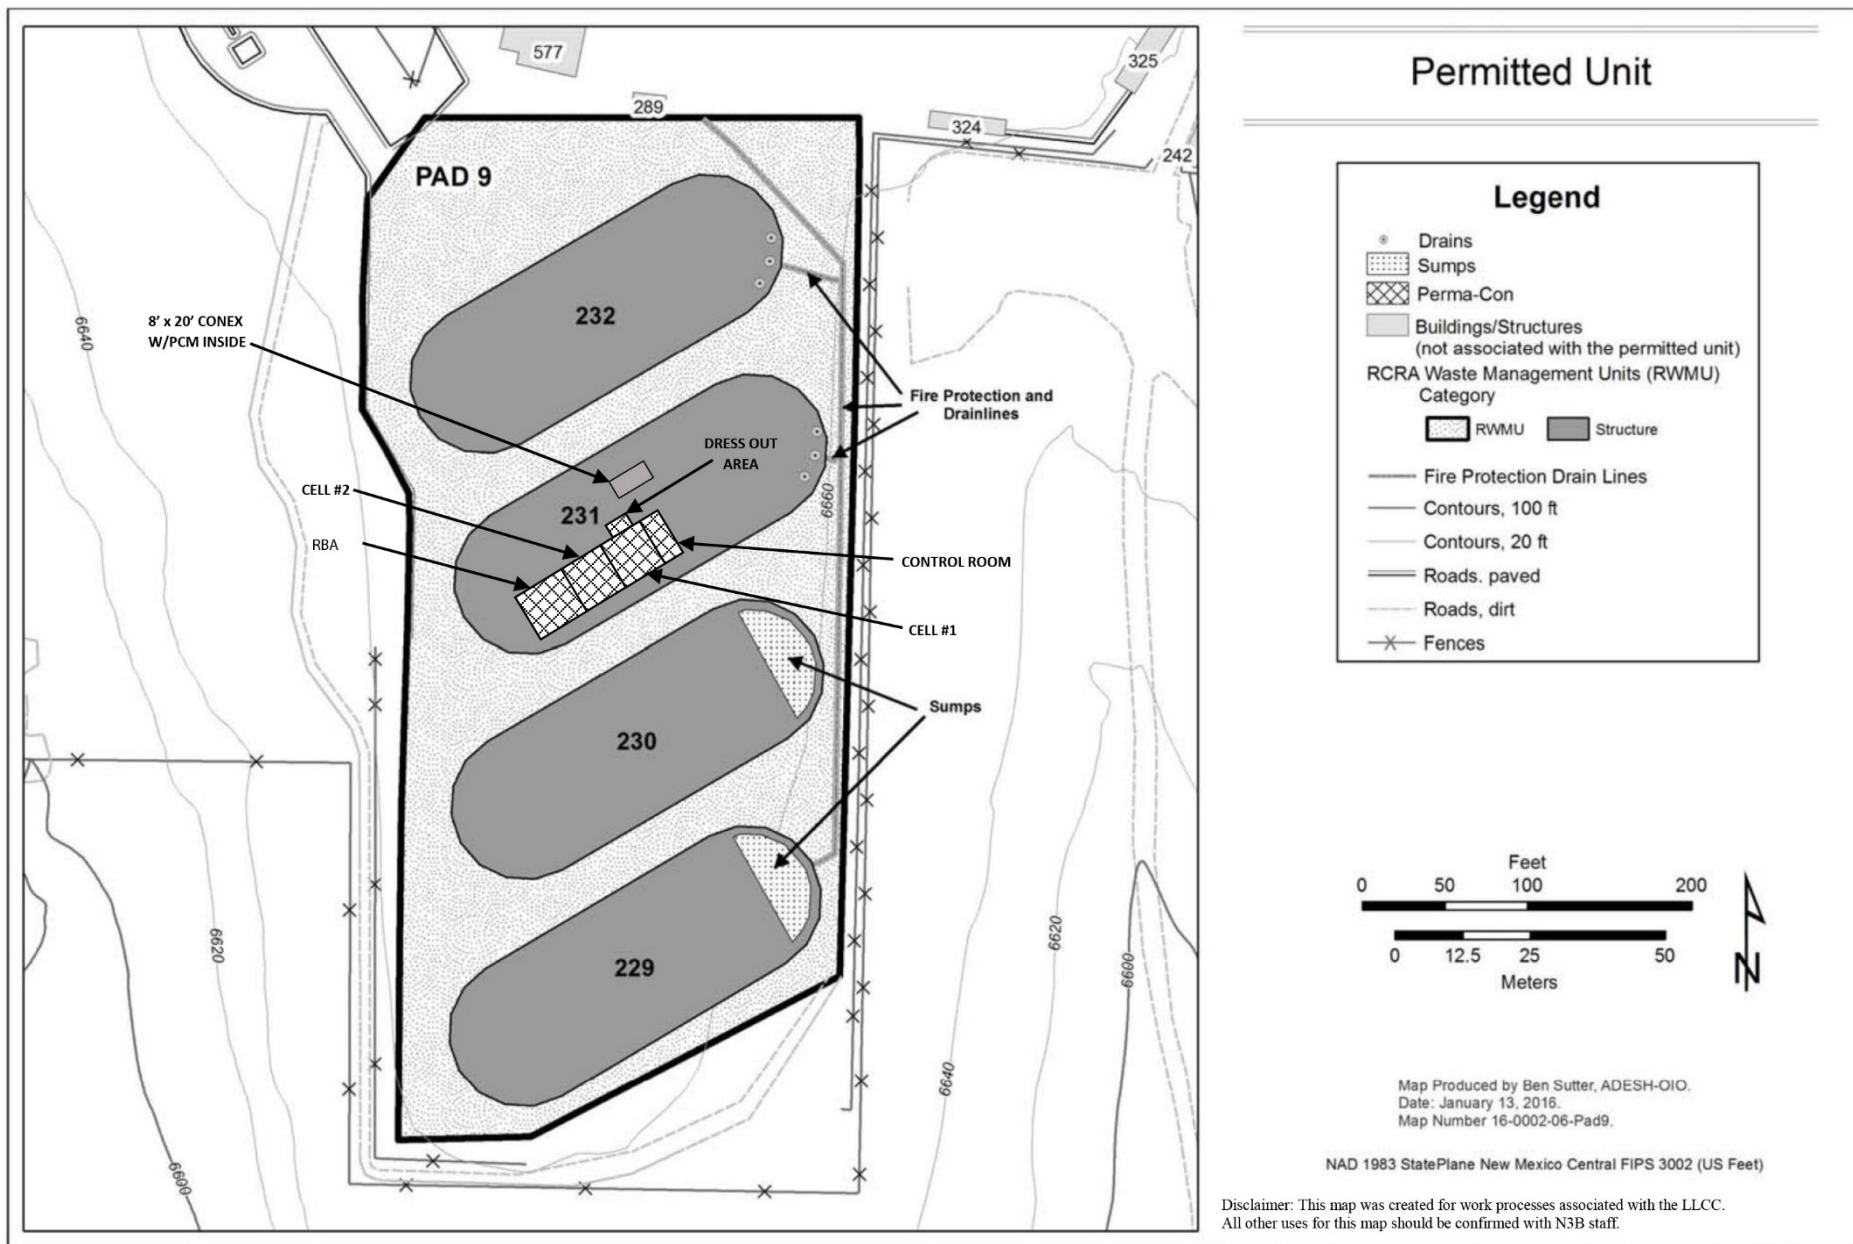 577
289
325
324
242
PAD 9
232
8' x 20' CONEX
W/PCM INSIDE
6640
Fire Protection and
Drainlines
DRESS OUT
AREA
CELL #2
231
6660
RBA
CONTROL ROOM
CELL #1
Sumps
230
229
6620
6620
6600
6640
6600
Permitted Unit
Legend
Drains
Sumps
Perma-Con
Buildings/Structures
(not associated with the permitted unit)
RCRA Waste Management Units (RWMU)
Category
RWMU Structure
Fire Protection Drain Lines
Contours, 100 ft
Contours, 20 ft
Roads. paved
Roads, dirt
Fences
Feet
0 50 100 200
0 12.5 25 50
Meters
N
Map Produced by Ben Sutter, ADESH-OIO.
Date: January 13, 2016.
Map Number 16-0002-06-Pad9.
NAD 1983 StatePlane New Mexico Central FIPS 3002 (US Feet)
Disclaimer: This map was created for work processes associated with the LLCC.
All other uses for this map should be confirmed with N3B staff.